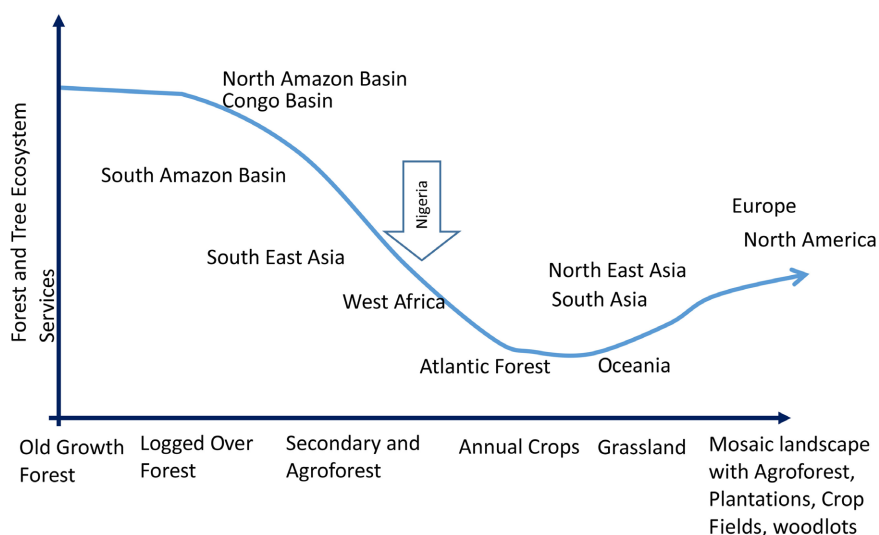 Forest and Tree Ecosystem
Services
North Amazon Basin
Congo Basin
South Amazon Basin
Nigeria
South East Asia
West Africa
Atlantic Forest
Europe
North America
North East Asia
South Asia
Oceania
Old Growth
Forest
Logged Over
Forest
Secondary and
Agroforest
Annual Crops
Grassland
Mosaic landscape
with Agroforest,
Plantations, Crop
Fields, woodlots